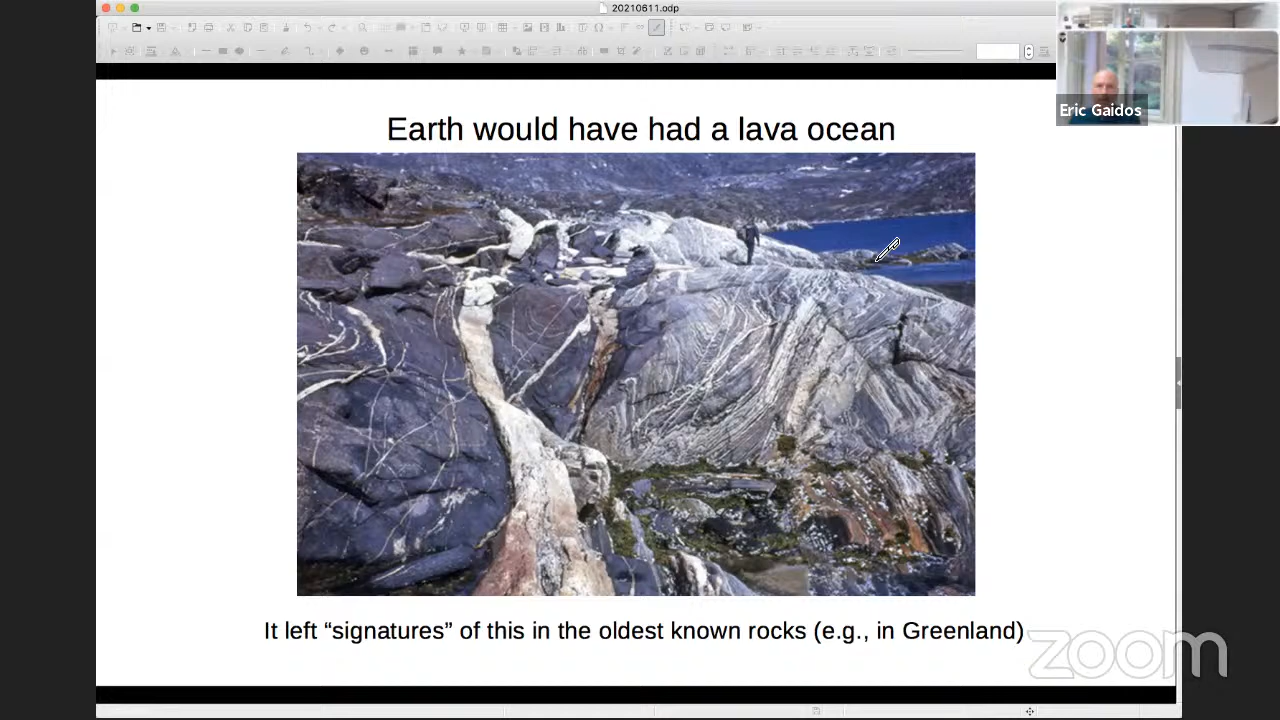 20210611.odp
Eric Gaidos
Earth would have had a lava ocean
It left “signatures” of this in the oldest known rocks (e.g., in Greenland)
zoom